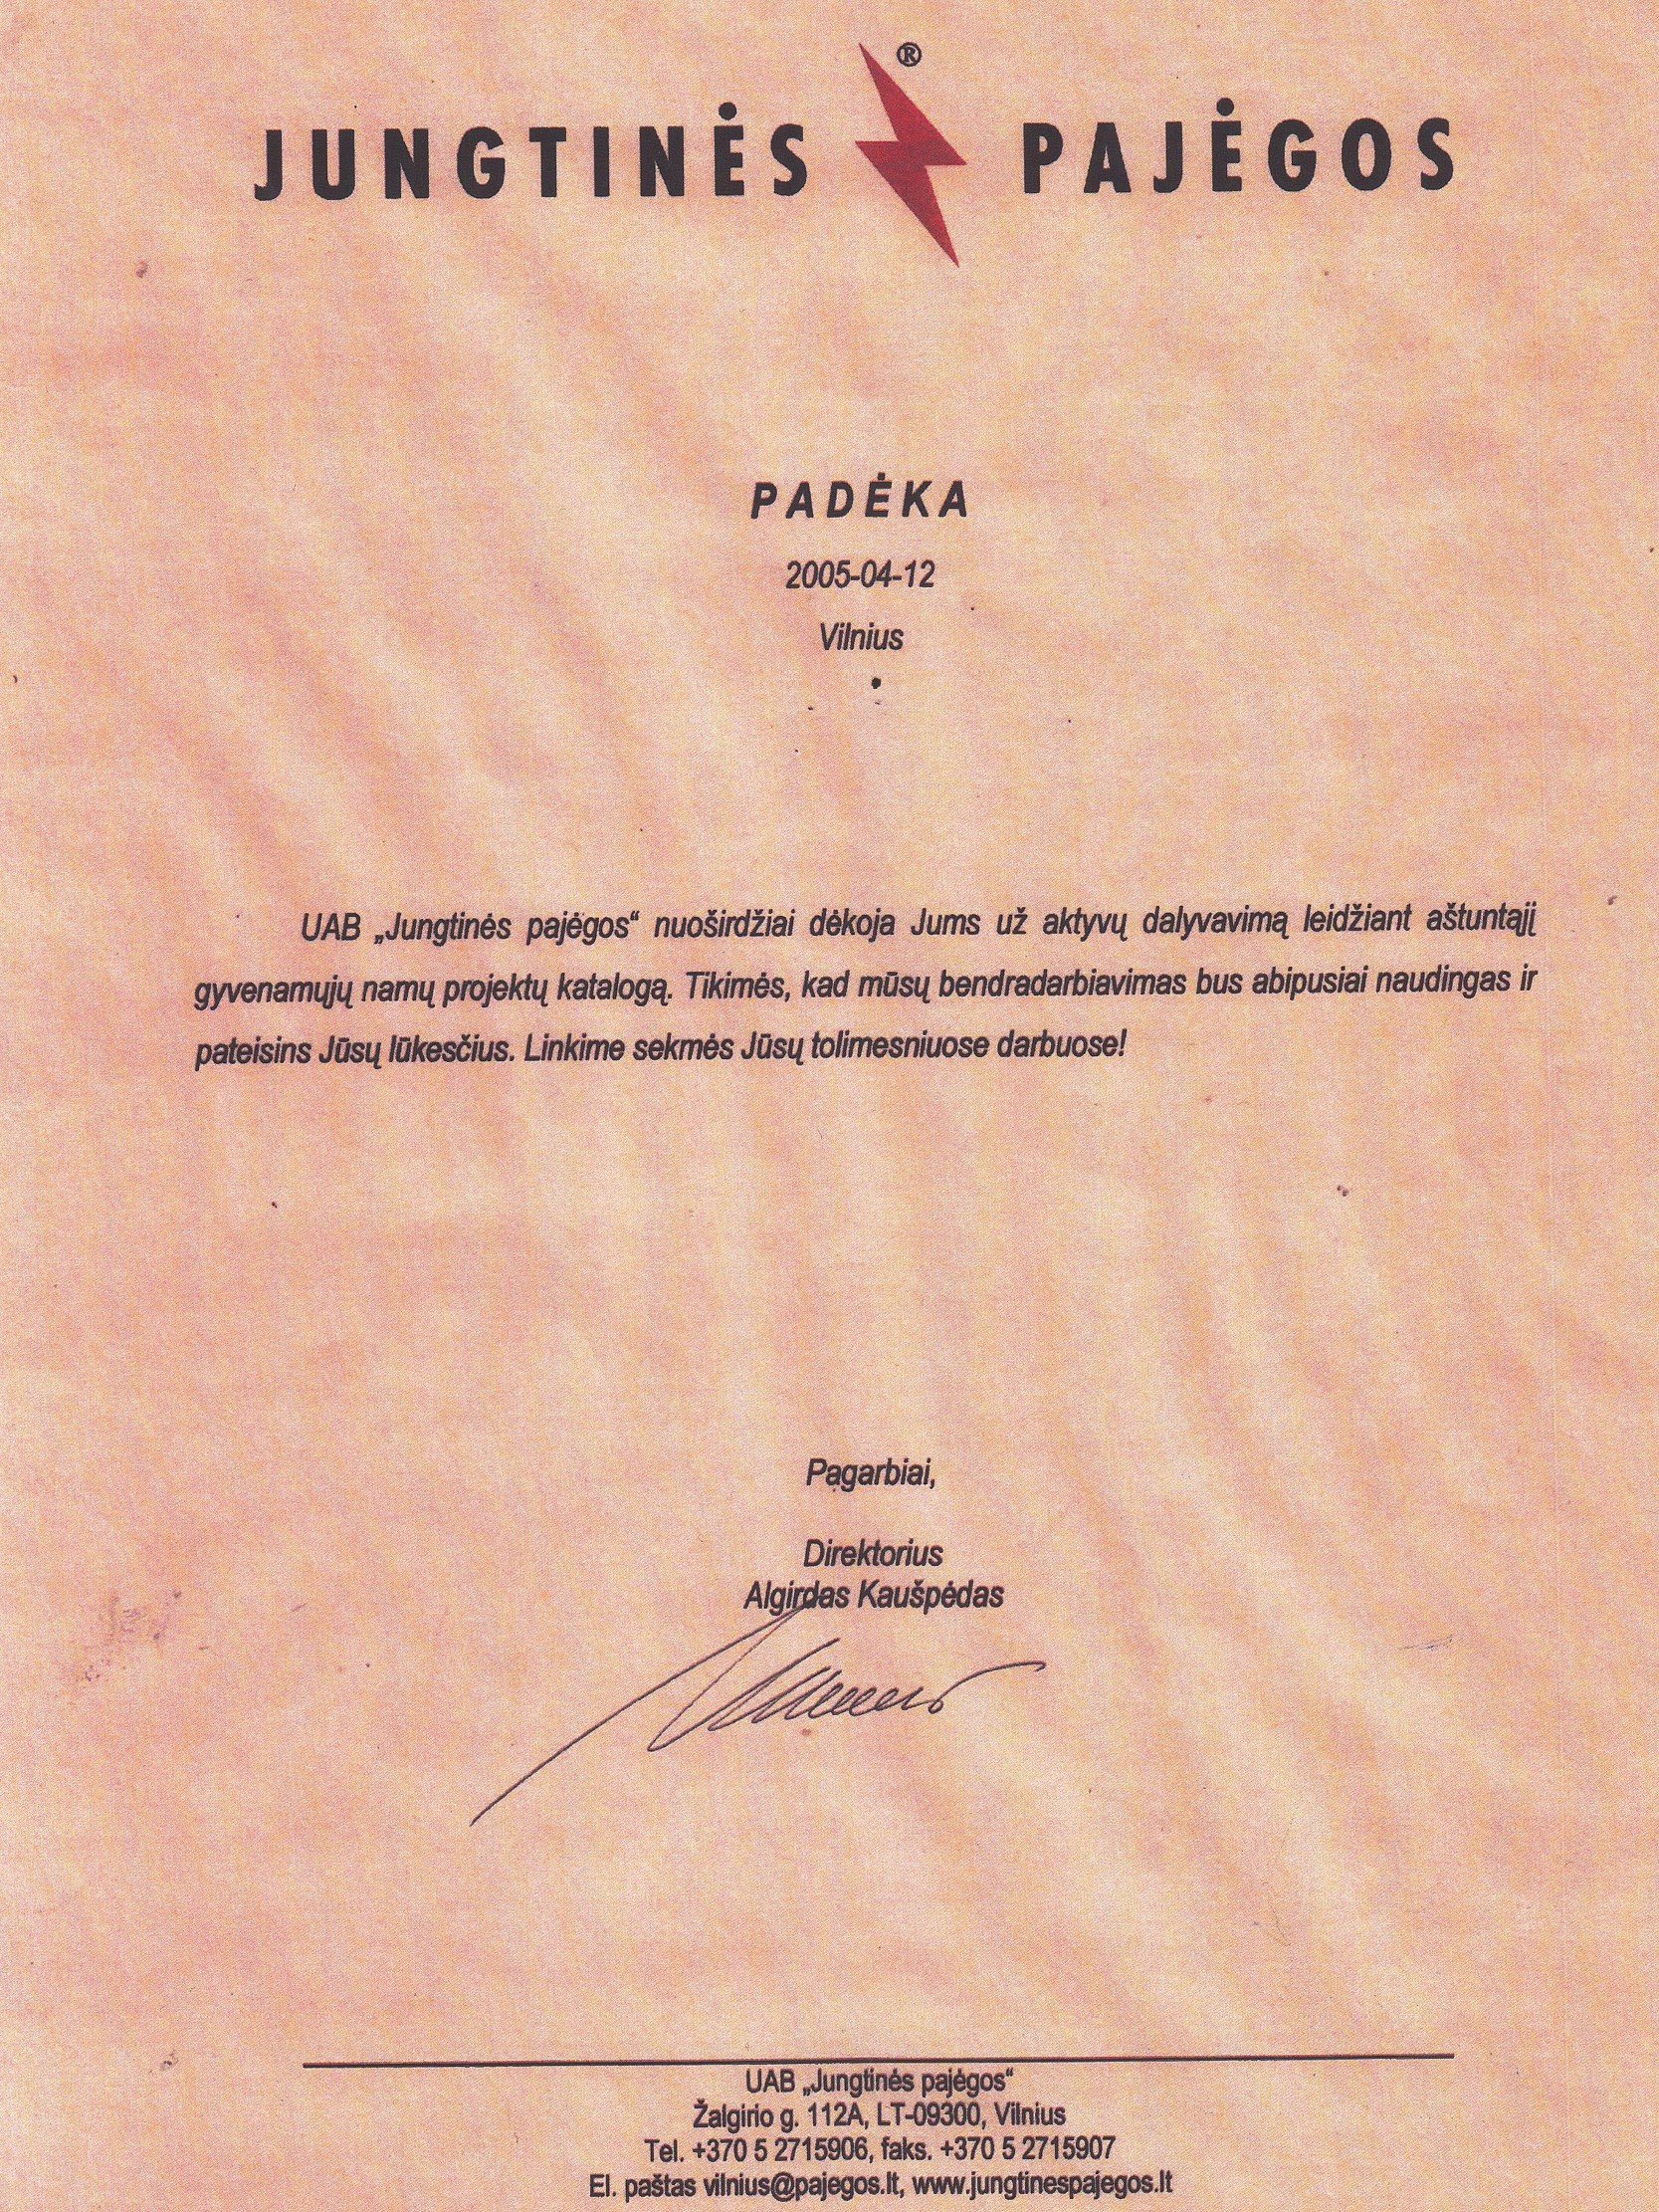 JUNGTINĖS ® PAJĖGOS
PADĖKA
2005-04-12
Vilnius
UAB „Jungtinės pajėgos“ nuoširdžiai dėkoja Jums už aktyvų dalyvavimą leidžiant aštuntąjį
gyvenamųjų namų projektų katalogą. Tikimės, kad mūsų bendradarbiavimas bus abipusiai naudingas ir
pateisins Jūsų lūkesčius. Linkime sekmės Jūsų tolimesniuose darbuose!
Pagarbiai,
Direktorius
Algirdas Kaušpėdas
UAB „Jungtinės pajėgos“
Žalgirio g. 112A, LT-09300, Vilnius
Tel. +370 5 2715906, faks. +370 5 2715907
El. paštas vilnius@pajegos.lt, www.jungtinespajegos.lt